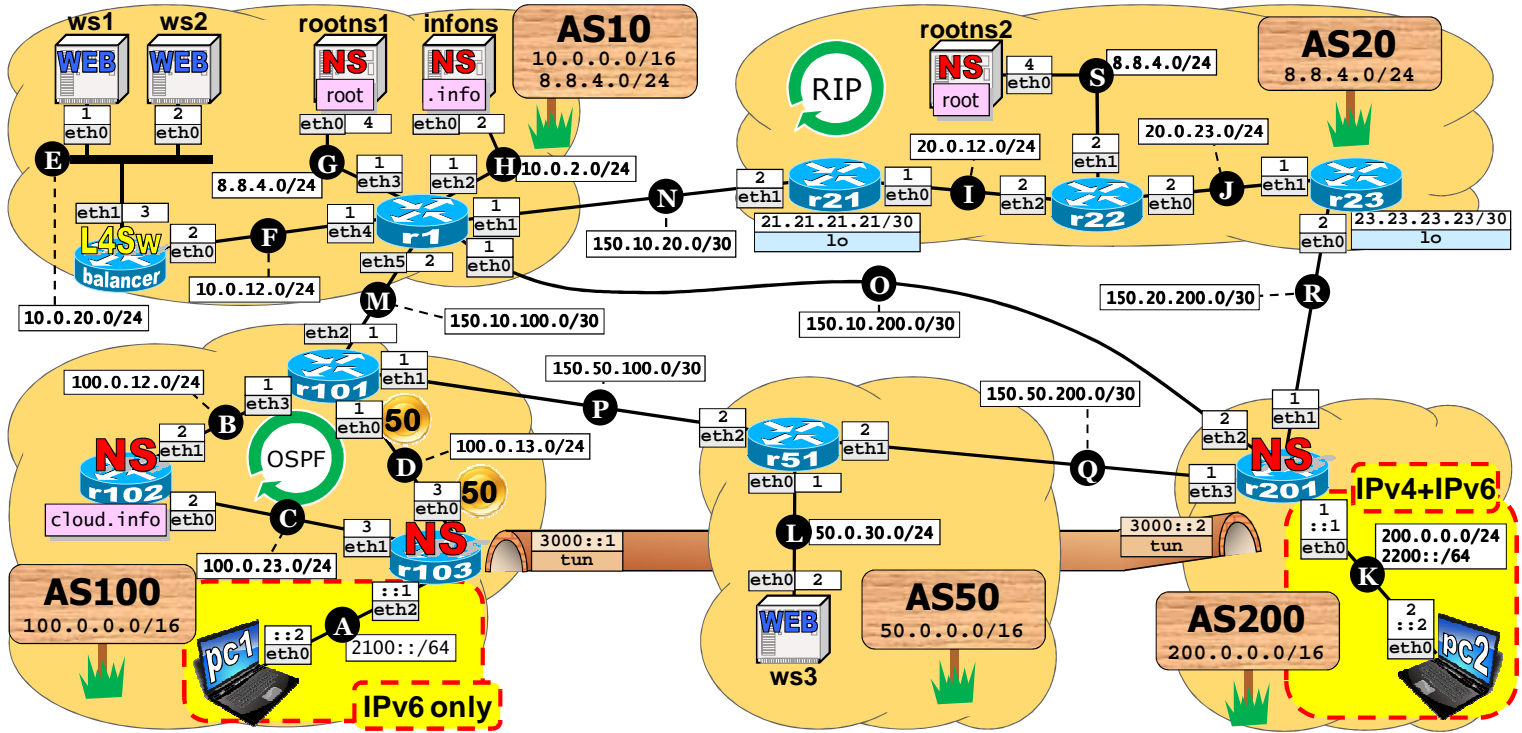 ws1
ws2
rootns1
infons
WEB
WEB
NS
root
NS
.info
AS10
10.0.0.0/16
8.8.4.0/24
1
eth0
2
eth0
eth0 4
eth0 2
E
G
H
8.8.4.0/24
10.0.2.0/24
1
eth3
1
eth2
eth1 3
L4Sw
balancer
2
eth0
F
1
eth4
r1
1
eth1
1
eth0
eth5 2
10.0.12.0/24
10.0.20.0/24
M
150.10.100.0/30
N
150.10.20.0/30
O
150.10.200.0/30
RIP
rootns2
NS
root
4
eth0
S
8.8.4.0/24
AS20
8.8.4.0/24
20.0.12.0/24
20.0.23.0/24
2
eth1
r21
1
eth0
I
2
eth2
2
eth1
r22
2
eth0
J
1
eth1
r23
21.21.21.21/30
lo
23.23.23.23/30
lo
2
eth0
150.20.200.0/30
R
eth2 1
r101
1
eth1
1
eth3
1
eth0
50
100.0.12.0/24
B
2
eth1
NS
r102
cloud.info
2
eth0
OSPF
D
100.0.13.0/24
3
eth0
50
C
3
eth1
NS
r103
100.0.23.0/24
AS100
100.0.0.0/16
::1
eth2
A
::2
eth0
2100::/64
pc1
IPv6 only
3000::1
tun
150.50.100.0/30
P
2
eth2
r51
2
eth1
eth0 1
L
50.0.30.0/24
eth0 2
WEB
ws3
AS50
50.0.0.0/16
150.50.200.0/30
Q
1
eth3
2
eth2
1
eth1
NS
r201
IPv4+IPv6
3000::2
tun
1
::1
eth0
200.0.0.0/24
2200::/64
K
2
::2
eth0
pc2
AS200
200.0.0.0/16